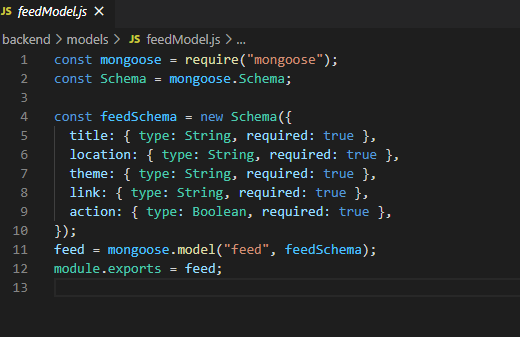 JS feedModel.js ×
backend > models > JS feedModel.js > ...
1 const mongoose = require("mongoose");
2 const Schema = mongoose.Schema;
3
4 const feedSchema = new Schema({
5 title: { type: String, required: true },
6 location: { type: String, required: true },
7 theme: { type: String, required: true },
8 link: { type: String, required: true },
9 action: { type: Boolean, required: true },
10 });
11 feed = mongoose.model("feed", feedSchema);
12 module.exports = feed;
13